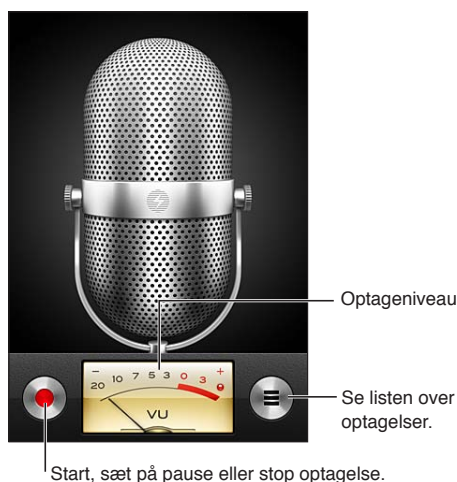 Optageniveau
− 20 10 7 5 3 0 3 +
VU
Se listen over
optagelser.
Start, sæt på pause eller stop optagelse.